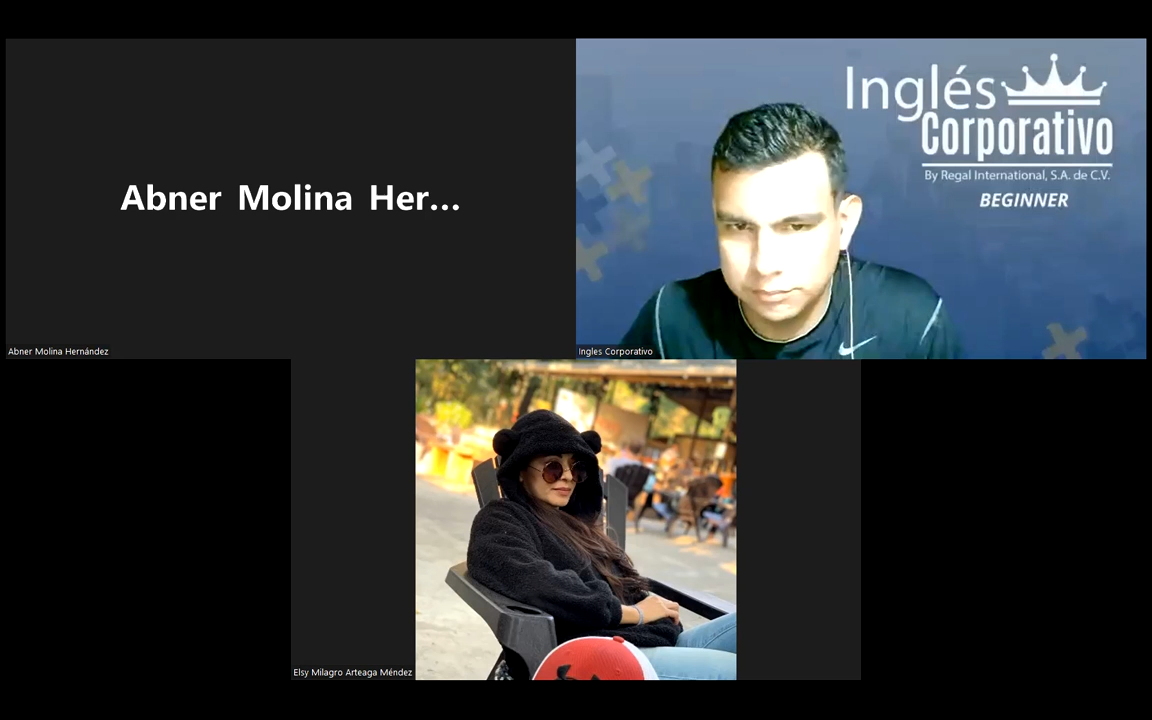 Abner Molina Her...
Abner Molina Hernández
Inglés
Corporativo
By Regal International, S.A. de C.V.
BEGINNER
Ingles Corporativo
Elsy Milagro Arteaga Méndez